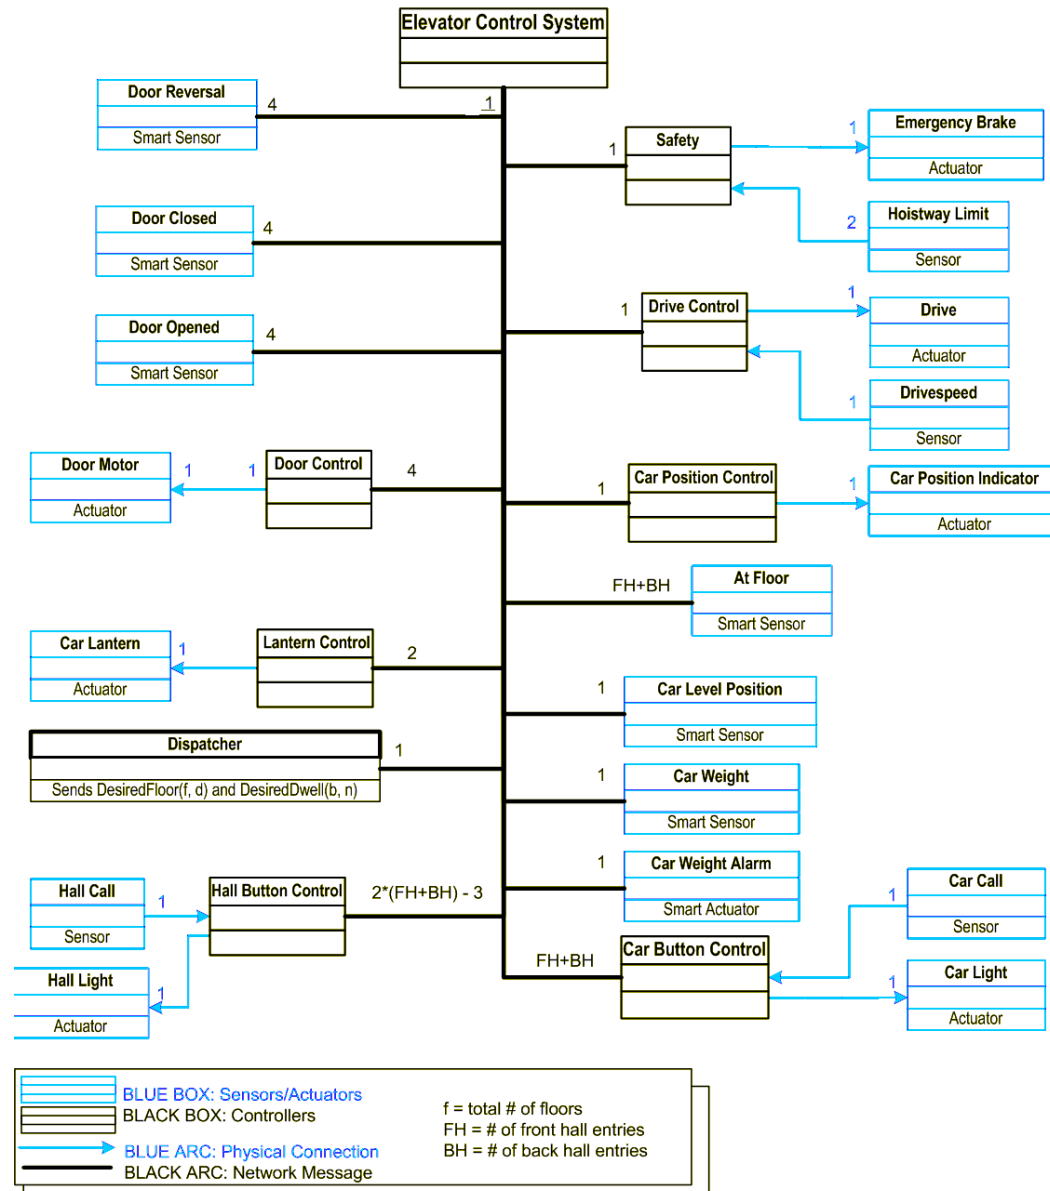 Elevator Control System
1
Door Reversal
Smart Sensor
4
Safety
1
1
Emergency Brake
Actuator
Door Closed
Smart Sensor
4
2
Hoistway Limit
Sensor
Door Opened
Smart Sensor
4
Drive Control
1
1
Drive
Actuator
1
Drivespeed
Sensor
Door Motor
Actuator
1
1
Door Control
4
1
Car Position Control
1
Car Position Indicator
Actuator
FH+BH
At Floor
Smart Sensor
Car Lantern
Actuator
1
Lantern Control
2
1
Car Level Position
Smart Sensor
Dispatcher
Sends DesiredFloor(f, d) and DesiredDwell(b, n)
1
1
Car Weight
Smart Sensor
1
Car Weight Alarm
Smart Actuator
Hall Call
Sensor
1
Hall Button Control
2*(FH+BH) - 3
Hall Light
Actuator
1
FH+BH
Car Button Control
1
Car Call
Sensor
1
Car Light
Actuator
BLUE BOX: Sensors/Actuators
BLACK BOX: Controllers
BLUE ARC: Physical Connection
BLACK ARC: Network Message
f = total # of floors
FH = # of front hall entries
BH = # of back hall entries